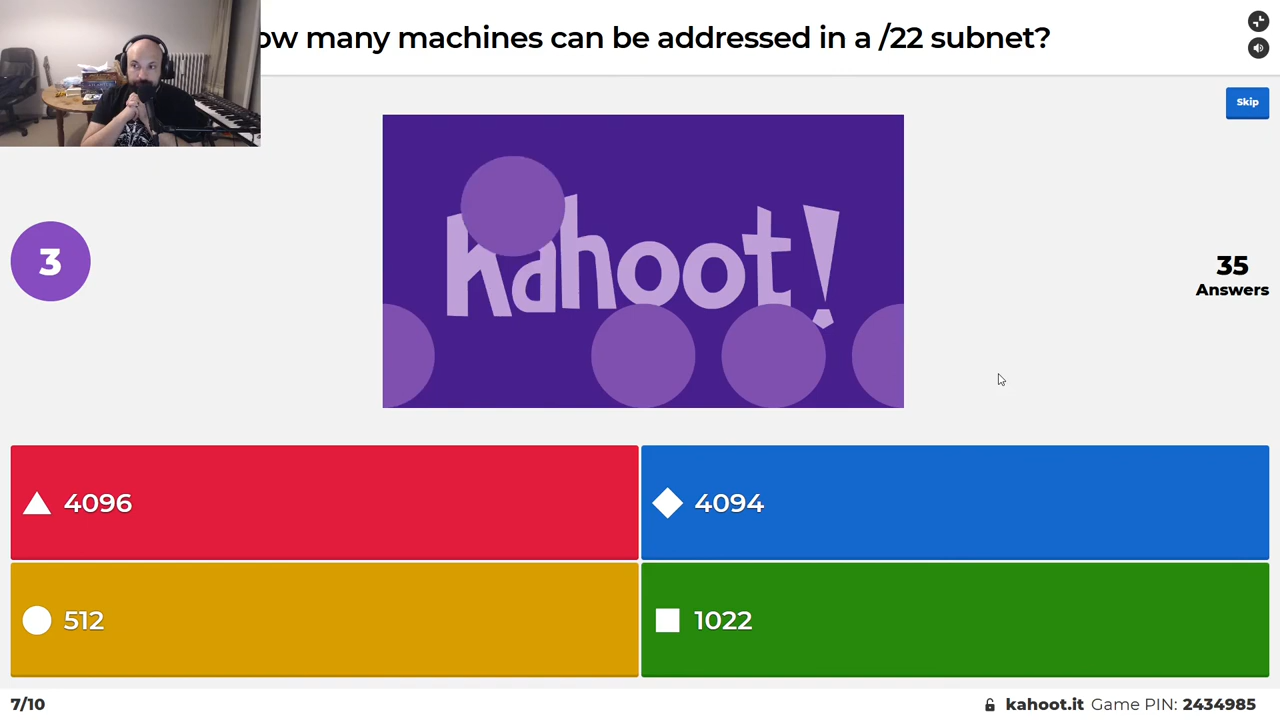 ow many machines can be addressed in a /22 subnet?
Skip
Kahoot!
3
35
Answers
4096
4094
512
1022
7/10
kahoot.it Game PIN: 2434985